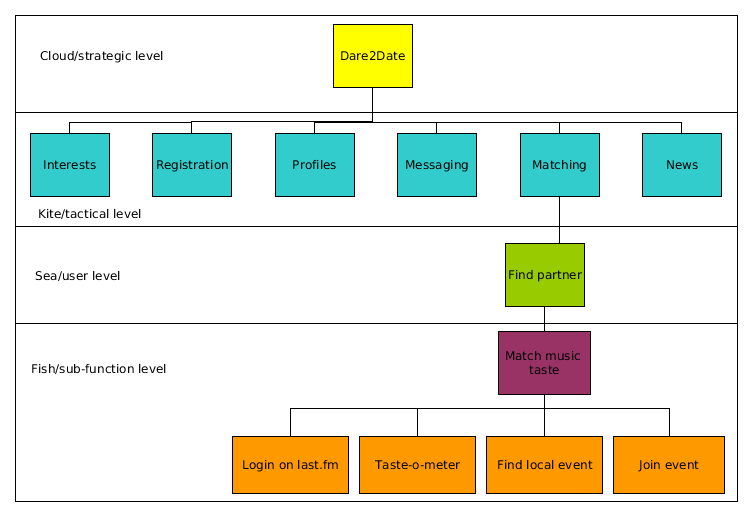 Cloud/strategic level
Dare2Date
Interests
Registration
Profiles
Messaging
Matching
News
Kite/tactical level
Sea/user level
Find partner
Fish/sub-function level
Match music
taste
Login on last.fm
Taste-o-meter
Find local event
Join event